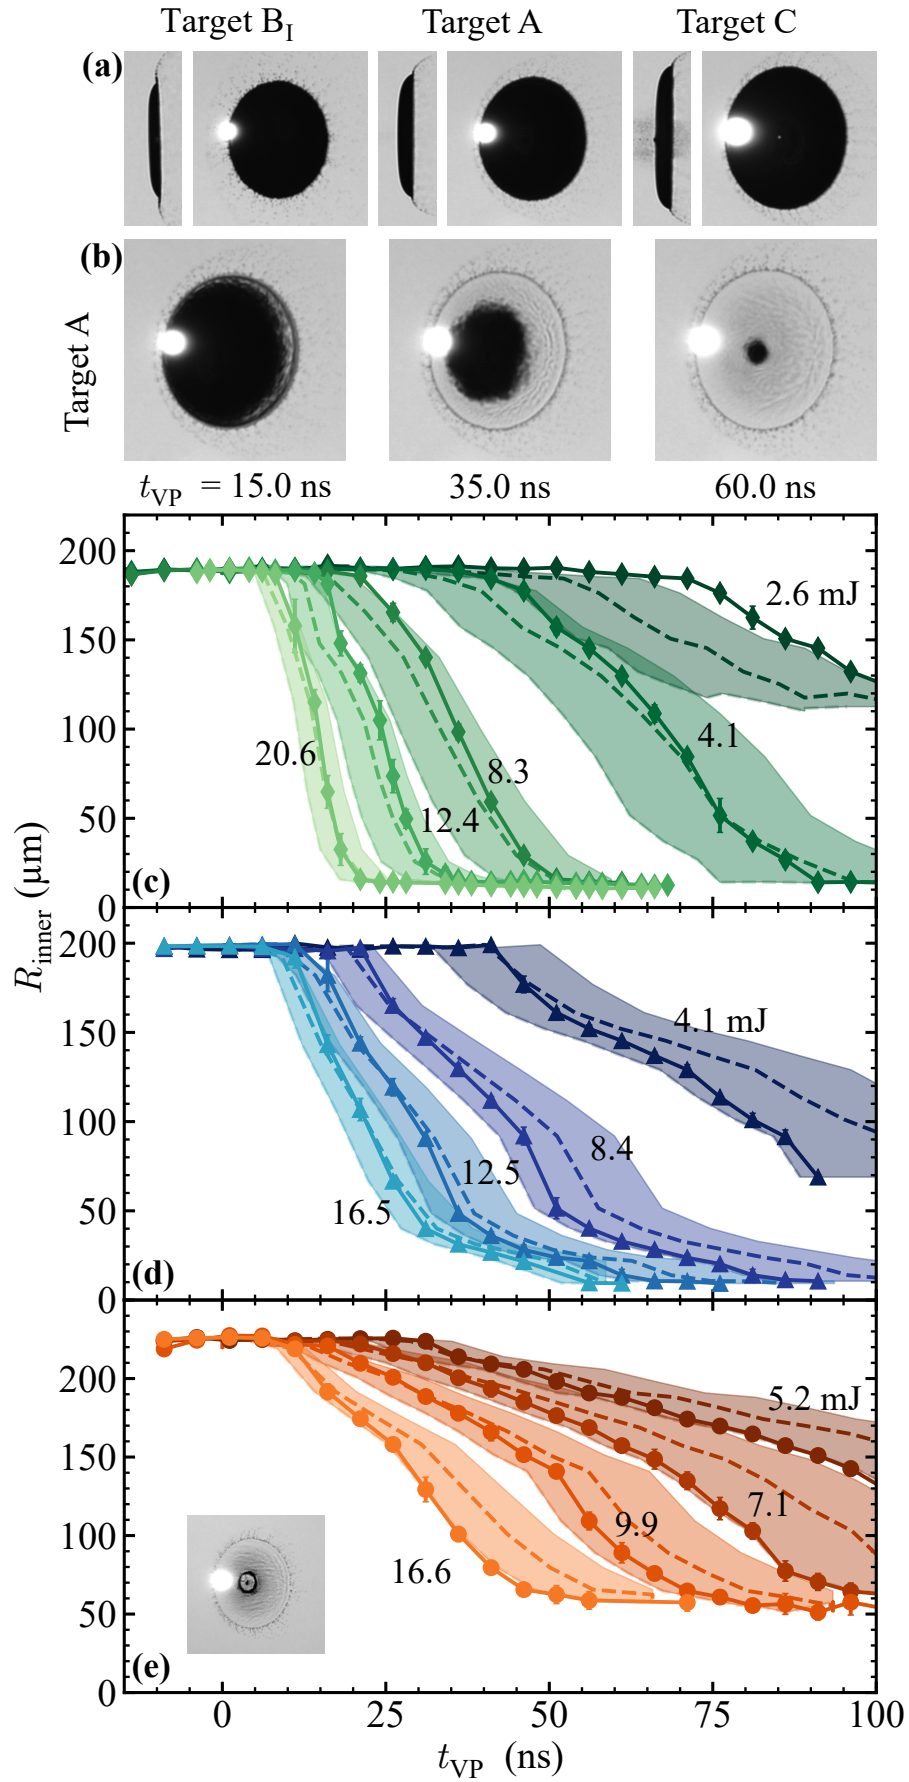 Target B_I Target A Target C
(a)
(b)
Target A
t_VP = 15.0 ns 35.0 ns 60.0 ns
200
150
100
50
0
2.6 mJ
4.1
8.3
12.4
20.6
(c)
R_inner (μm)
200
150
100
50
0
4.1 mJ
8.4
12.5
16.5
(d)
200
150
100
50
0
5.2 mJ
7.1
9.9
16.6
(e)
0 25 50 75 100
t_VP (ns)